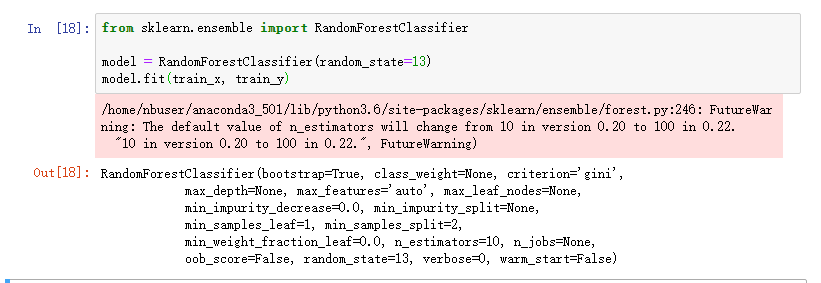 In [18]: from sklearn.ensemble import RandomForestClassifier
model = RandomForestClassifier(random_state=13)
model.fit(train_x, train_y)
/home/nbuser/anaconda3_501/lib/python3.6/site-packages/sklearn/ensemble/forest.py:246: FutureWar
ning: The default value of n_estimators will change from 10 in version 0.20 to 100 in 0.22.
"10 in version 0.20 to 100 in 0.22.", FutureWarning)
Out[18]: RandomForestClassifier(bootstrap=True, class_weight=None, criterion='gini',
max_depth=None, max_features='auto', max_leaf_nodes=None,
min_impurity_decrease=0.0, min_impurity_split=None,
min_samples_leaf=1, min_samples_split=2,
min_weight_fraction_leaf=0.0, n_estimators=10, n_jobs=None,
oob_score=False, random_state=13, verbose=0, warm_start=False)